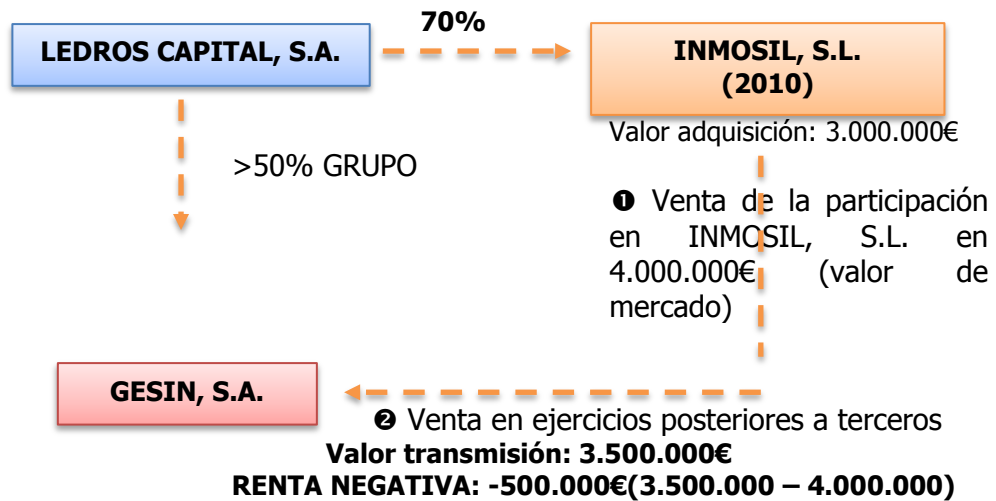 70%
LEDROS CAPITAL, S.A.
INMOSIL, S.L.
(2010)
Valor adquisición: 3.000.000€
>50% GRUPO
❶ Venta de la participación
en INMOSIL, S.L. en
4.000.000€ (valor de
mercado)
GESIN, S.A.
❷ Venta en ejercicios posteriores a terceros
Valor transmisión: 3.500.000€
RENTA NEGATIVA: -500.000€(3.500.000 – 4.000.000)